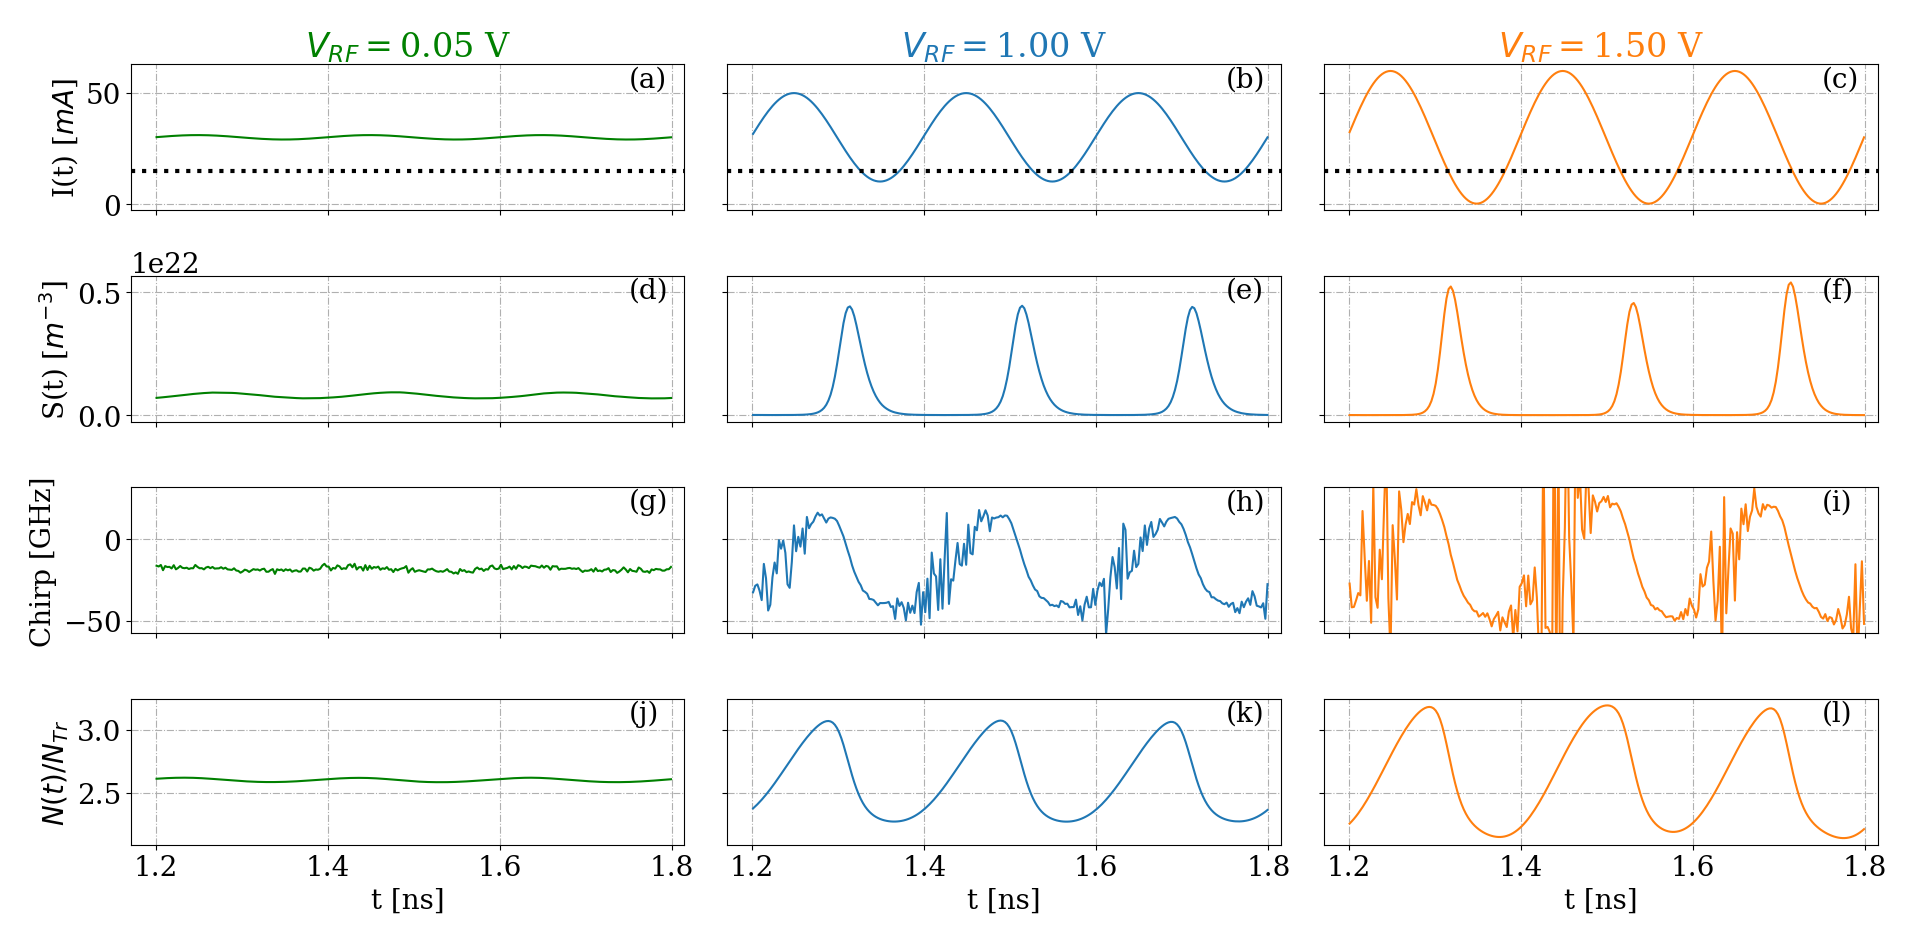 V_RF = 0.05 V
V_RF = 1.00 V
V_RF = 1.50 V
I(t) [mA]
50
0
(a)
(b)
(c)
1e22
S(t) [m⁻³]
0.5
0.0
(d)
(e)
(f)
Chirp [GHz]
0
−50
(g)
(h)
(i)
N(t)/N_Tr
3.0
2.5
(j)
(k)
(l)
1.2 1.4 1.6 1.8
1.2 1.4 1.6 1.8
1.2 1.4 1.6 1.8
t [ns]
t [ns]
t [ns]